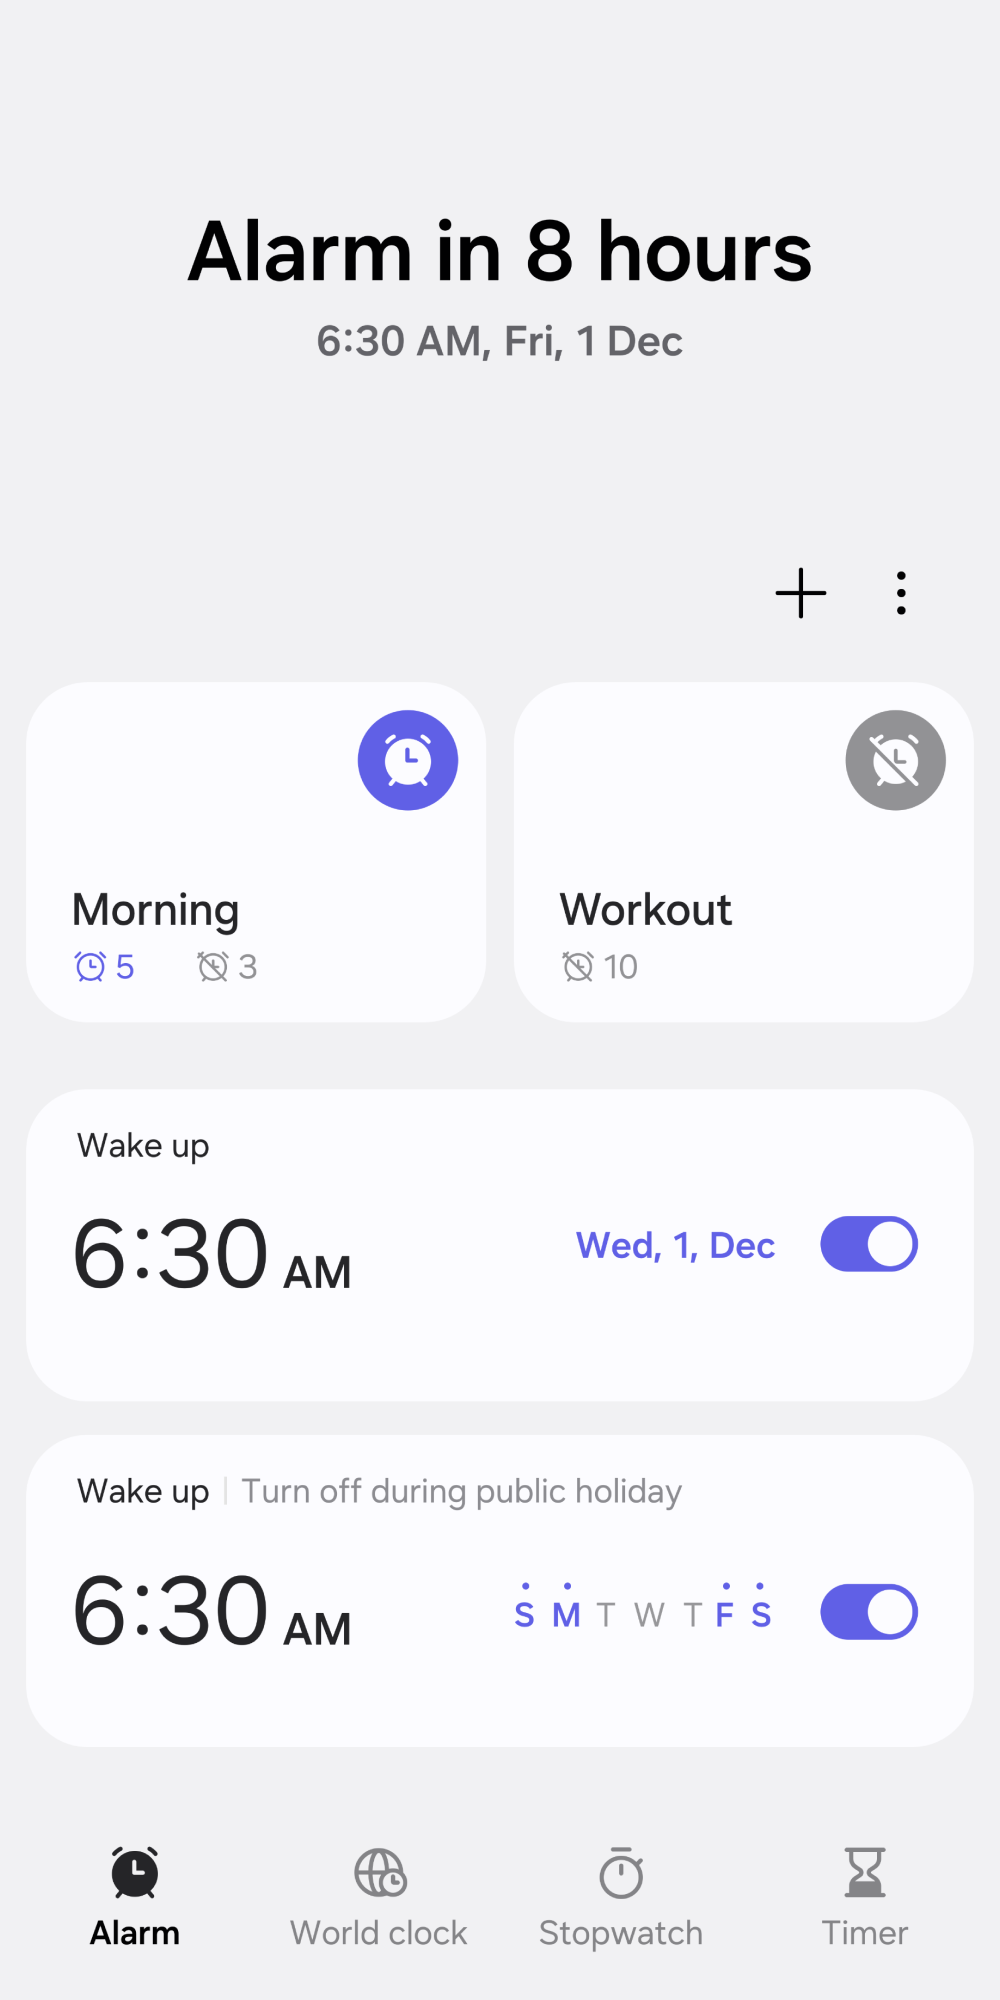 Alarm in 8 hours
6:30 AM, Fri, 1 Dec
Morning
5 3
Workout
10
Wake up
6:30 AM Wed, 1, Dec
Wake up | Turn off during public holiday
6:30 AM S M T W T F S
Alarm World clock Stopwatch Timer